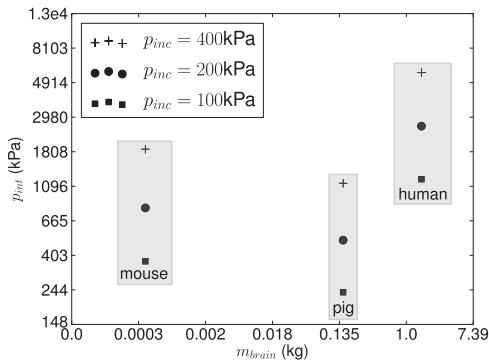 1.3e4
8103
4914
2980
1808
1096
665
403
244
148
p_int (kPa)
p_inc = 400kPa
p_inc = 200kPa
p_inc = 100kPa
mouse
pig
human
0.0 0.0003 0.002 0.018 0.135 1.0 7.39
m_brain (kg)